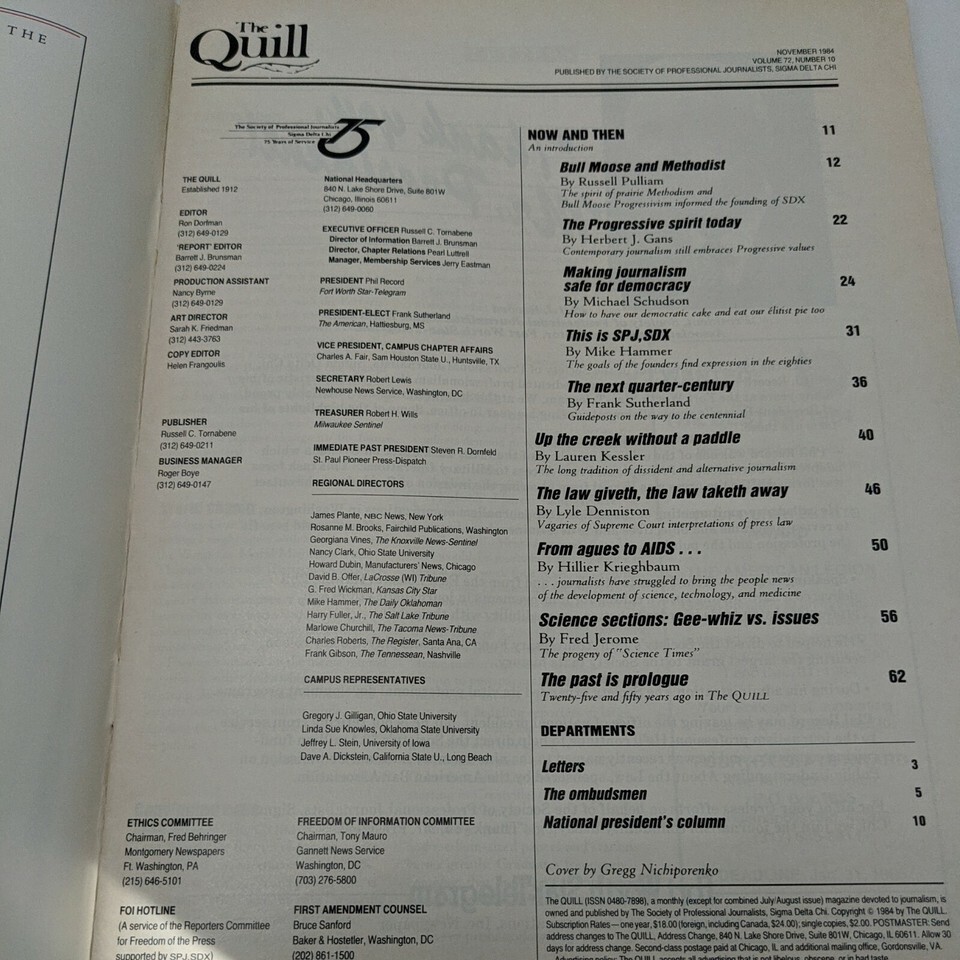 THE
The
Quill
NOVEMBER 1984
VOLUME 72, NUMBER 10
PUBLISHED BY THE SOCIETY OF PROFESSIONAL JOURNALISTS, SIGMA DELTA CHI
The Society of Professional Journalists
Sigma Delta Chi
75 Years of Service
75
THE QUILL
Established 1912
EDITOR
Ron Dorfman
(312) 649-0129
'REPORT' EDITOR
Barrett J. Brunsman
(312) 649-0224
PRODUCTION ASSISTANT
Nancy Byrne
(312) 649-0129
ART DIRECTOR
Sarah K. Friedman
(312) 443-3763
COPY EDITOR
Helen Frangoulis
PUBLISHER
Russell C. Tornabene
(312) 649-0211
BUSINESS MANAGER
Roger Boye
(312) 649-0147
National Headquarters
840 N. Lake Shore Drive, Suite 801W
Chicago, Illinois 60611
(312) 649-0060
EXECUTIVE OFFICER Russell C. Tornabene
Director of Information Barrett J. Brunsman
Director, Chapter Relations Pearl Luttrell
Manager, Membership Services Jerry Eastman
PRESIDENT Phil Record
Fort Worth Star-Telegram
PRESIDENT-ELECT Frank Sutherland
The American, Hattiesburg, MS
VICE PRESIDENT, CAMPUS CHAPTER AFFAIRS
Charles A. Fair, Sam Houston State U., Huntsville, TX
SECRETARY Robert Lewis
Newhouse News Service, Washington, DC
TREASURER Robert H. Wills
Milwaukee Sentinel
IMMEDIATE PAST PRESIDENT Steven R. Dornfeld
St. Paul Pioneer Press-Dispatch
REGIONAL DIRECTORS
James Plante, NBC News, New York
Rosanne M. Brooks, Fairchild Publications, Washington
Georgiana Vines, The Knoxville News-Sentinel
Nancy Clark, Ohio State University
Howard Dubin, Manufacturers' News, Chicago
David B. Offer, LaCrosse (WI) Tribune
G. Fred Wickman, Kansas City Star
Mike Hammer, The Daily Oklahoman
Harry Fuller, Jr., The Salt Lake Tribune
Marlowe Churchill, The Tacoma News-Tribune
Charles Roberts, The Register, Santa Ana, CA
Frank Gibson, The Tennessean, Nashville
CAMPUS REPRESENTATIVES
Gregory J. Gilligan, Ohio State University
Linda Sue Knowles, Oklahoma State University
Jeffrey L. Stein, University of Iowa
Dave A. Dickstein, California State U., Long Beach
ETHICS COMMITTEE
Chairman, Fred Behringer
Montgomery Newspapers
Ft. Washington, PA
(215) 646-5101
FOI HOTLINE
(A service of the Reporters Committee
for Freedom of the Press
supported by SPJ,SDX)
FREEDOM OF INFORMATION COMMITTEE
Chairman, Tony Mauro
Gannett News Service
Washington, DC
(703) 276-5800
FIRST AMENDMENT COUNSEL
Bruce Sanford
Baker & Hostetler, Washington, DC
(202) 861-1500
NOW AND THEN 11
An introduction
Bull Moose and Methodist 12
By Russell Pulliam
The spirit of prairie Methodism and
Bull Moose Progressivism informed the founding of SDX
The Progressive spirit today 22
By Herbert J. Gans
Contemporary journalism still embraces Progressive values
Making journalism
safe for democracy 24
By Michael Schudson
How to have our democratic cake and eat our élitist pie too
This is SPJ,SDX 31
By Mike Hammer
The goals of the founders find expression in the eighties
The next quarter-century 36
By Frank Sutherland
Guideposts on the way to the centennial
Up the creek without a paddle 40
By Lauren Kessler
The long tradition of dissident and alternative journalism
The law giveth, the law taketh away 46
By Lyle Denniston
Vagaries of Supreme Court interpretations of press law
From agues to AIDS . . . 50
By Hillier Krieghbaum
. . . journalists have struggled to bring the people news
of the development of science, technology, and medicine
Science sections: Gee-whiz vs. issues 56
By Fred Jerome
The progeny of "Science Times"
The past is prologue 62
Twenty-five and fifty years ago in The QUILL
DEPARTMENTS
Letters 3
The ombudsmen 5
National president's column 10
Cover by Gregg Nichiporenko
The QUILL (ISSN 0480-7898), a monthly (except for combined July/August issue) magazine devoted to journalism, is
owned and published by The Society of Professional Journalists, Sigma Delta Chi. Copyright © 1984 by The QUILL.
Subscription Rates—one year, $18.00 (foreign, including Canada, $24.00), single copies, $2.00. POSTMASTER: Send
address changes to The QUILL, Address Change, 840 N. Lake Shore Drive, Suite 801W, Chicago, IL 60611. Allow 30
days for address change. Second-class postage paid at Chicago, IL and additional mailing office, Gordonsville, VA.
Advertising policy: The QUILL accepts all advertising that is not libelous, obscene, or in bad taste.